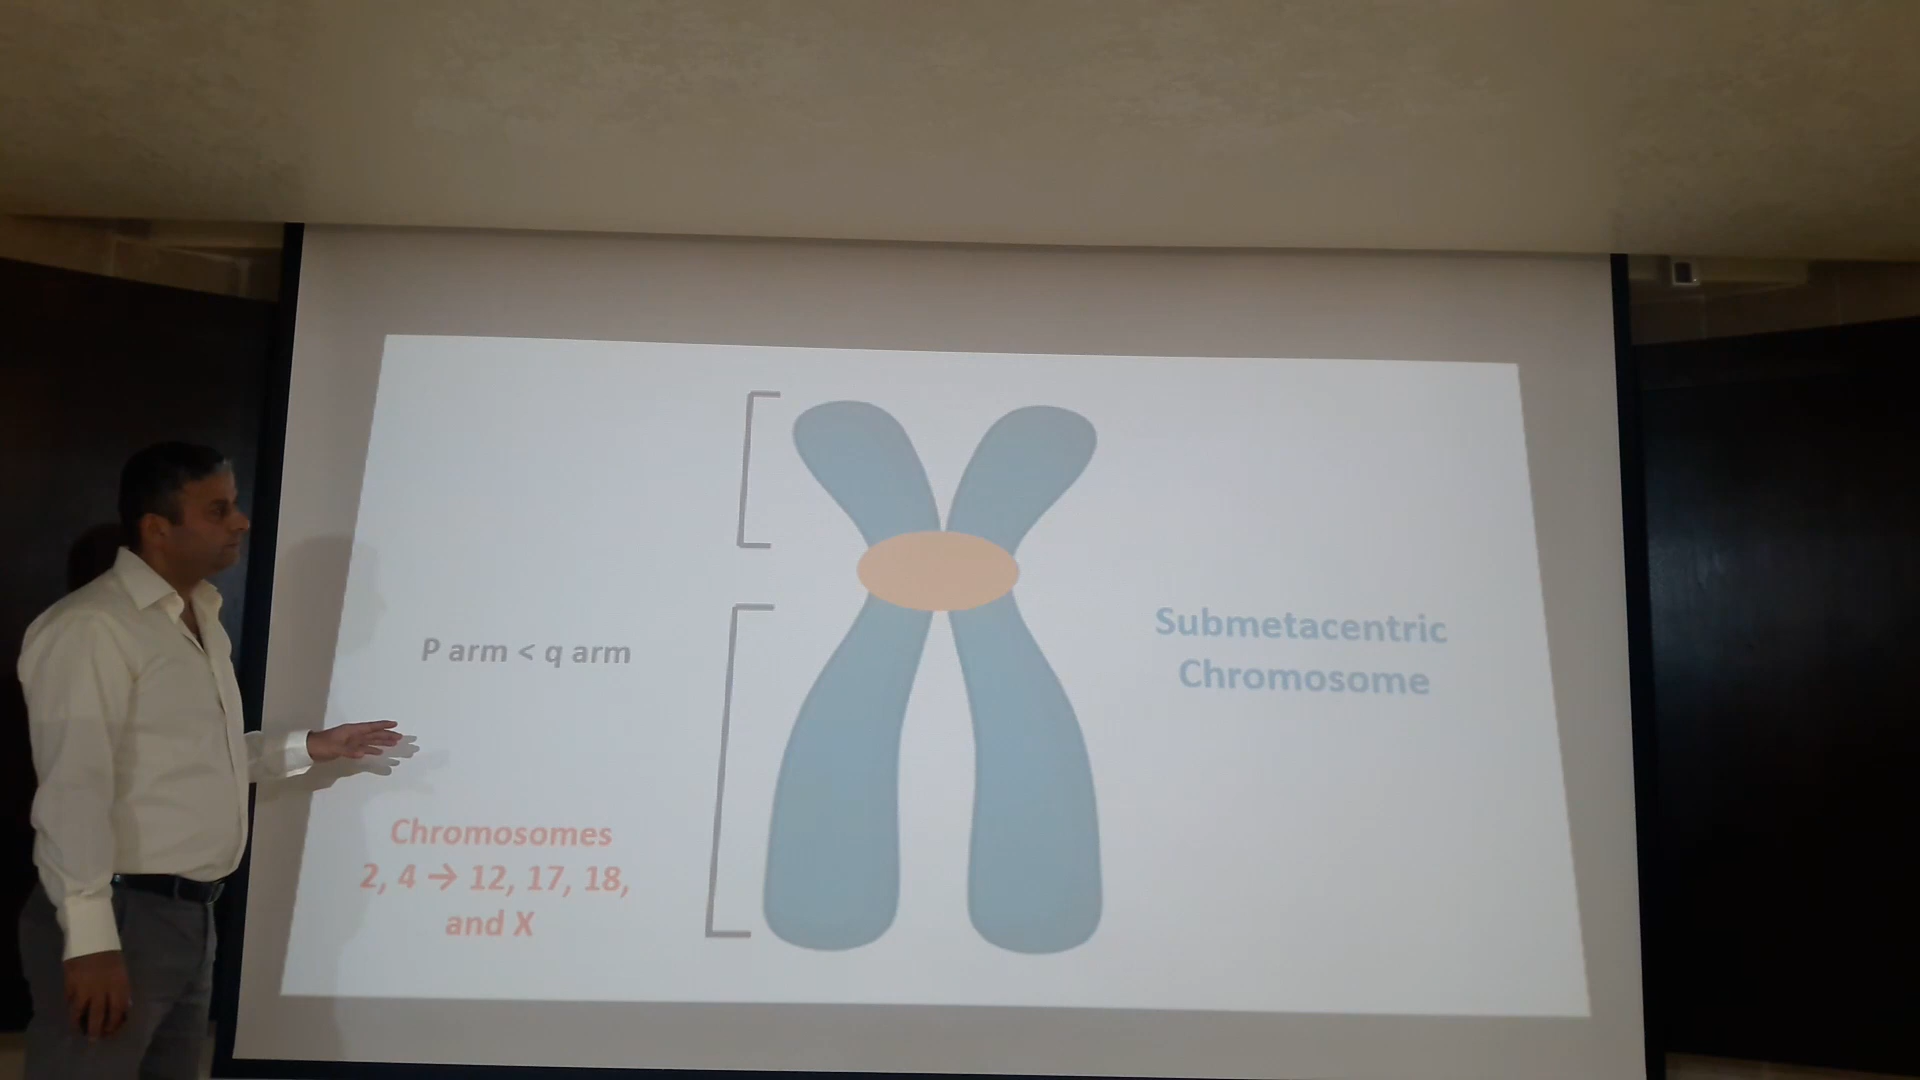 P arm < q arm
Submetacentric
Chromosome
Chromosomes
2, 4 → 12, 17, 18,
and X